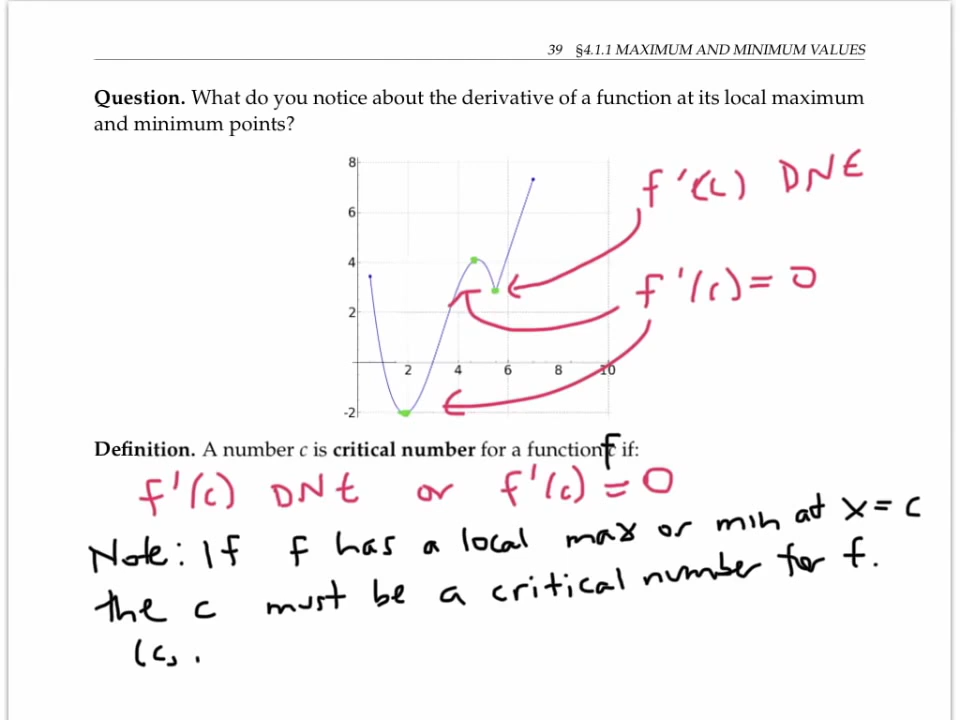 39 §4.1.1 MAXIMUM AND MINIMUM VALUES
Question. What do you notice about the derivative of a function at its local maximum
and minimum points?
8
f'(c) DNE
6
4
f'(c) = 0
2
2 4 6 8 10
-2
Definition. A number c is critical number for a function f if:
f'(c) DNE or f'(c) = 0
Note: If f has a local max or min at x = c
the c must be a critical number for f.
(c, .